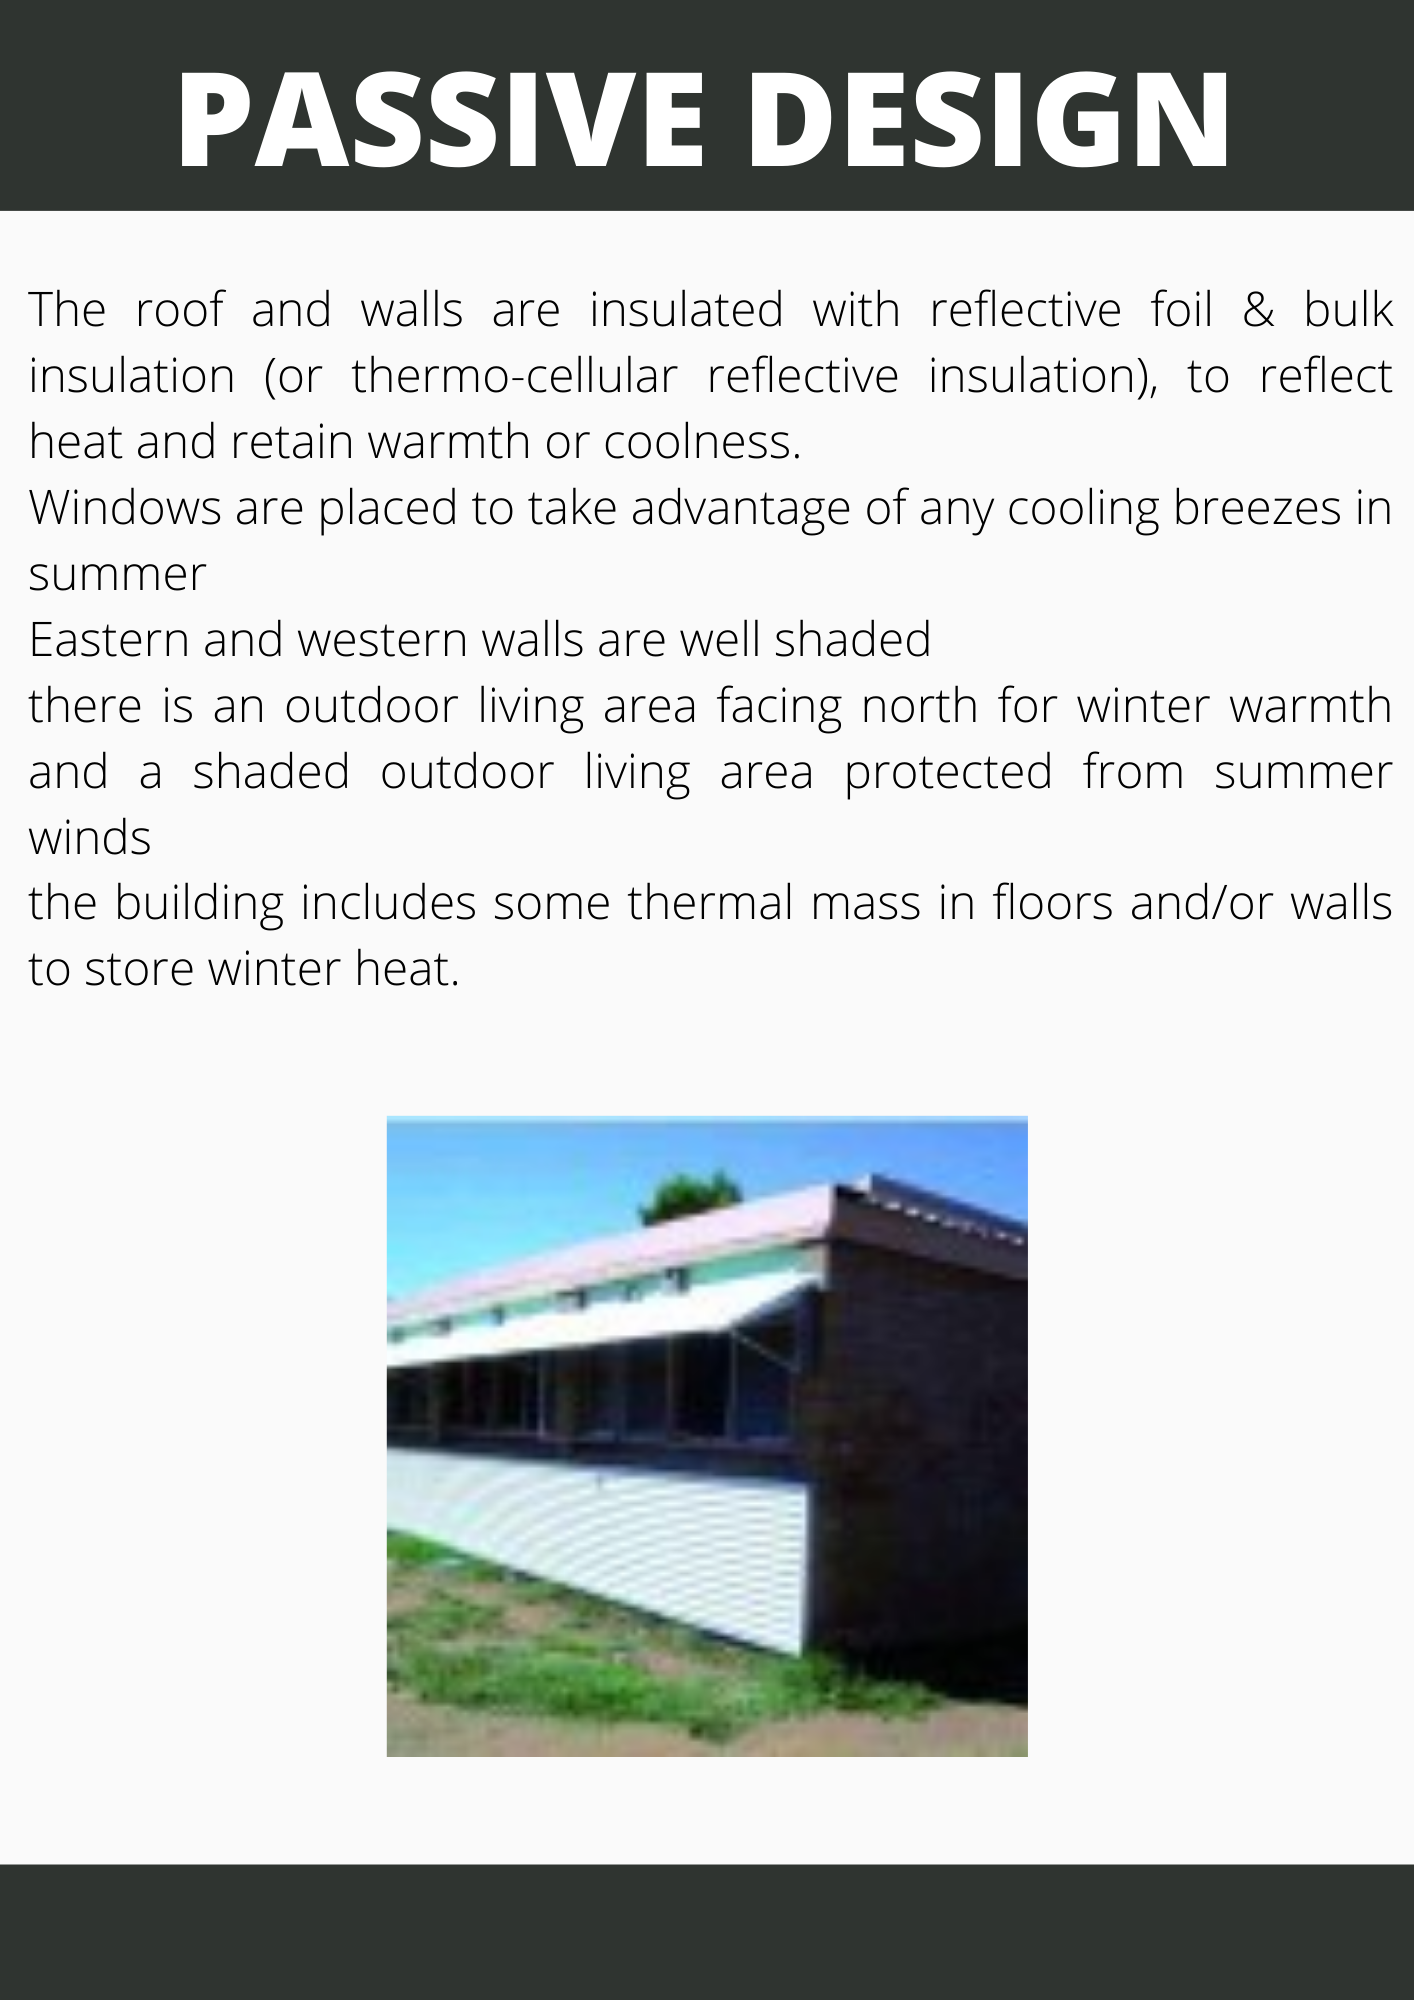 PASSIVE DESIGN
The roof and walls are insulated with reflective foil & bulk
insulation (or thermo-cellular reflective insulation), to reflect
heat and retain warmth or coolness.
Windows are placed to take advantage of any cooling breezes in
summer
Eastern and western walls are well shaded
there is an outdoor living area facing north for winter warmth
and a shaded outdoor living area protected from summer
winds
the building includes some thermal mass in floors and/or walls
to store winter heat.